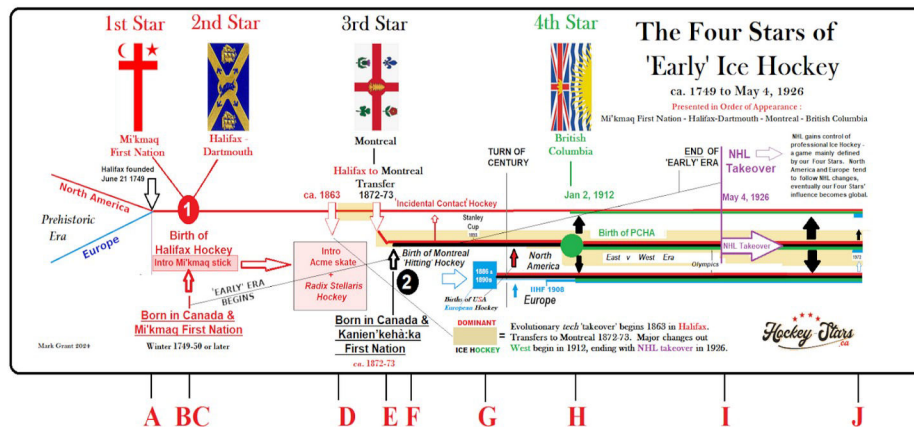 1st Star
2nd Star
3rd Star
4th Star
The Four Stars of
'Early' Ice Hockey
ca. 1749 to May 4, 1926
Presented in Order of Appearance :
Mi'kmaq First Nation - Halifax-Dartmouth - Montreal - British Columbia
Mi'kmaq
First Nation
Halifax -
Dartmouth
Montreal
British
Columbia
Halifax founded
June 21 1749
Halifax to Montreal
Transfer
1872-73
ca. 1863
TURN OF
CENTURY
Jan 2, 1912
END OF
'EARLY' ERA
NHL
Takeover
May 4, 1926
NHL gains control of
professional Ice Hockey -
a game mainly defined
by our Four Stars. North
America and Europe tend
to follow NHL changes,
eventually our Four Stars'
influence becomes global.
North America
Prehistoric
Era
Europe
1
'Incidental Contact' Hockey
Stanley
Cup
1893
Birth of
Halifax Hockey
Intro Mi'kmaq stick
'EARLY' ERA
BEGINS
Intro
Acme skate
+
Radix Stellaris
Hockey
Birth of Montreal
'Hitting' Hockey
2
Birth of PCHA
East v West Era
NHL Takeover
Olympics
1972
North
America
1880s
1890s
Births of USA
European Hockey
IIHF 1908
Europe
Born in Canada &
Mi'kmaq First Nation
Winter 1749-50 or later
Born in Canada &
Kanien'kehà:ka
First Nation
ca. 1872-73
DOMINANT
ICE HOCKEY
= Evolutionary tech 'takeover' begins 1863 in Halifax.
Transfers to Montreal 1872-73. Major changes out
West begin in 1912, ending with NHL takeover in 1926.
Hockey-Stars
.ca
Mark Grant 2024
A
BC
D
E
F
G
H
I
J